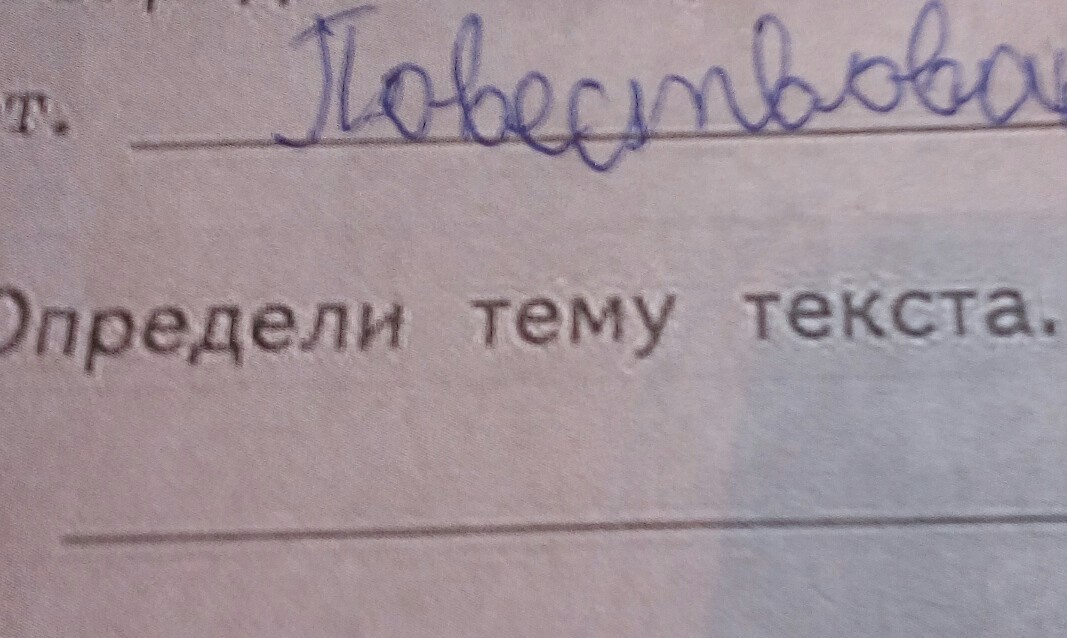 т. Повествова
Определи тему текста.